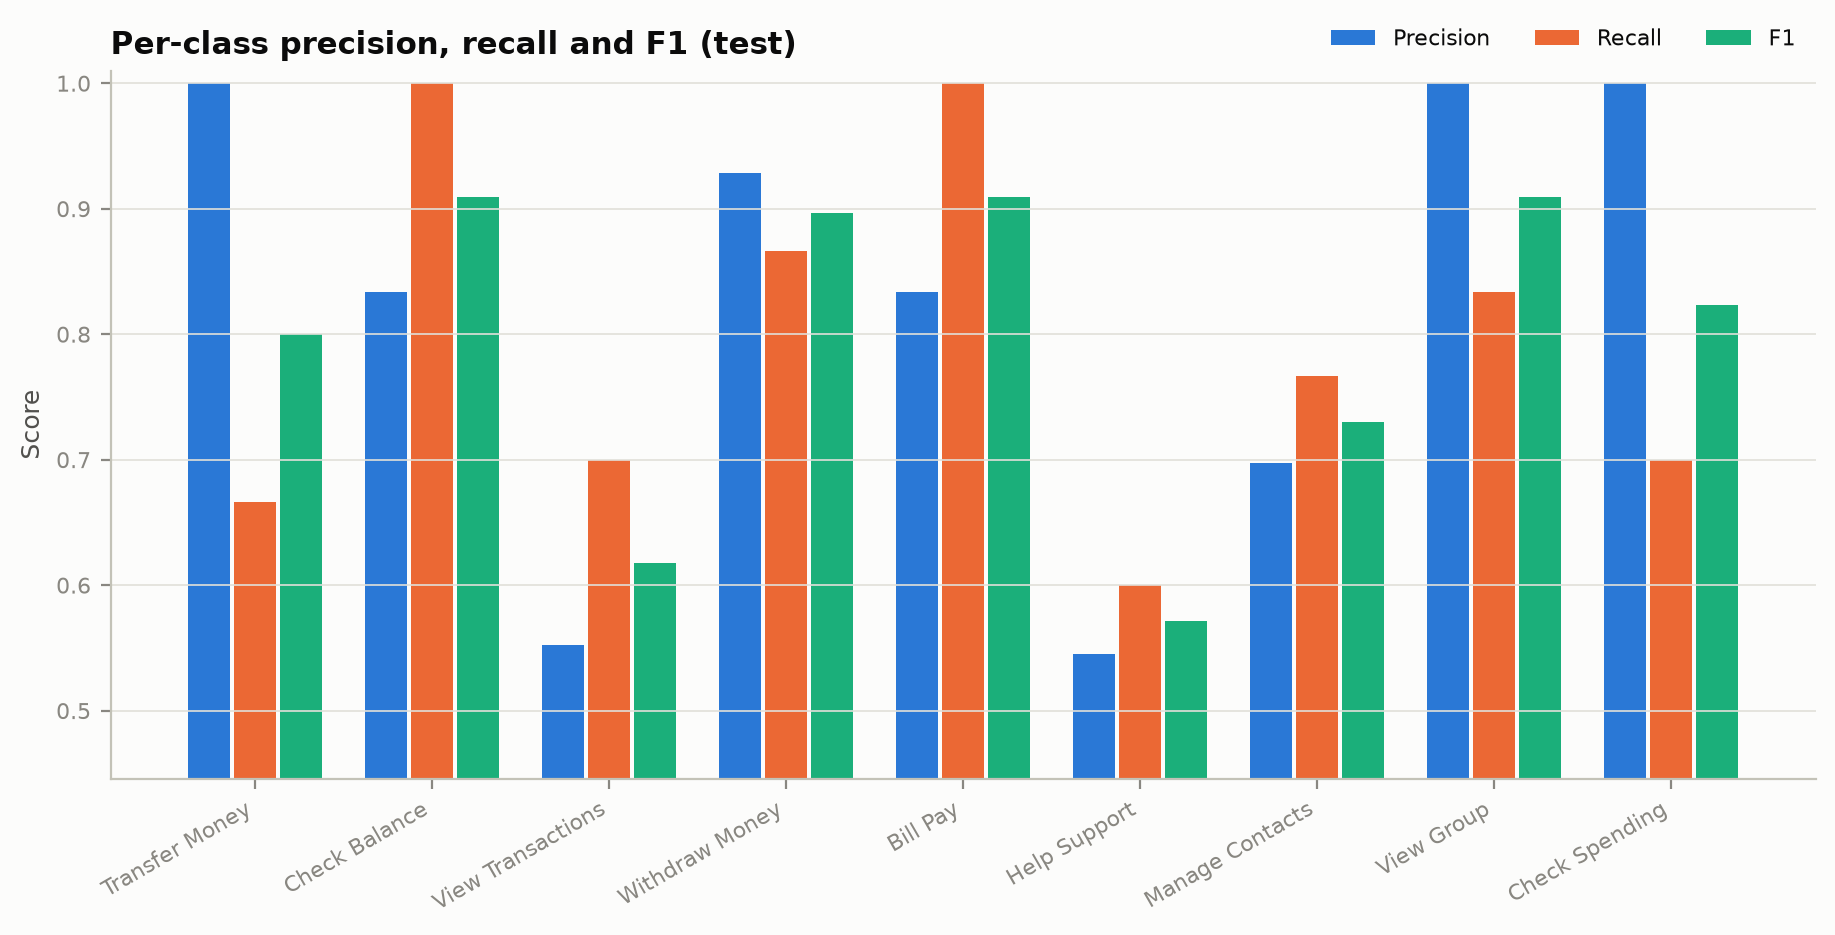 Per-class precision, recall and F1 (test)
Precision
Recall
F1
1.0
0.9
0.8
0.7
0.6
0.5
Score
Transfer Money
Check Balance
View Transactions
Withdraw Money
Bill Pay
Help Support
Manage Contacts
View Group
Check Spending